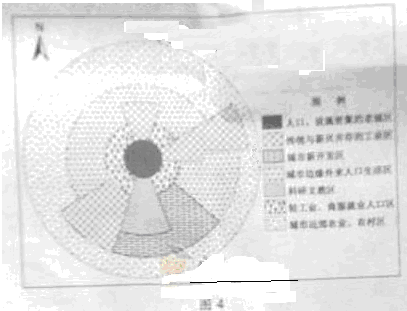 N
图 例
人口、设施密集的老城区
传统与新兴并存的工业区
城市新开发区
城市边缘外来人口生活区
科研文教区
轻工业、商服就业人口区
城市远郊农业、农村区
图 4